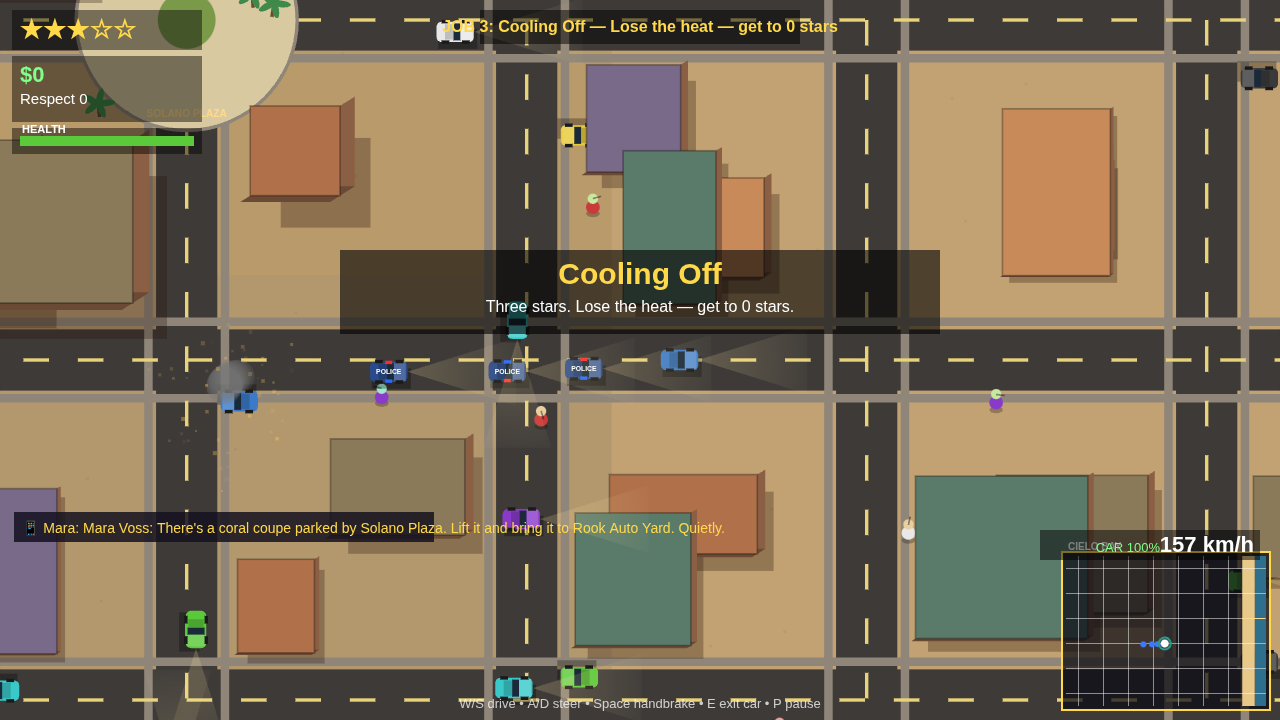 ★★★☆☆☆
JOB 3: Cooling Off — Lose the heat — get to 0 stars
$0
Respect 0
SOLANO PLAZA
HEALTH
Cooling Off
Three stars. Lose the heat — get to 0 stars.
POLICE
POLICE
POLICE
Mara: Mara Voss: There's a coral coupe parked by Solano Plaza. Lift it and bring it to Rook Auto Yard. Quietly.
CAR 100%
157 km/h
S drive
D steer • Space handbrake • E exit car • P pause